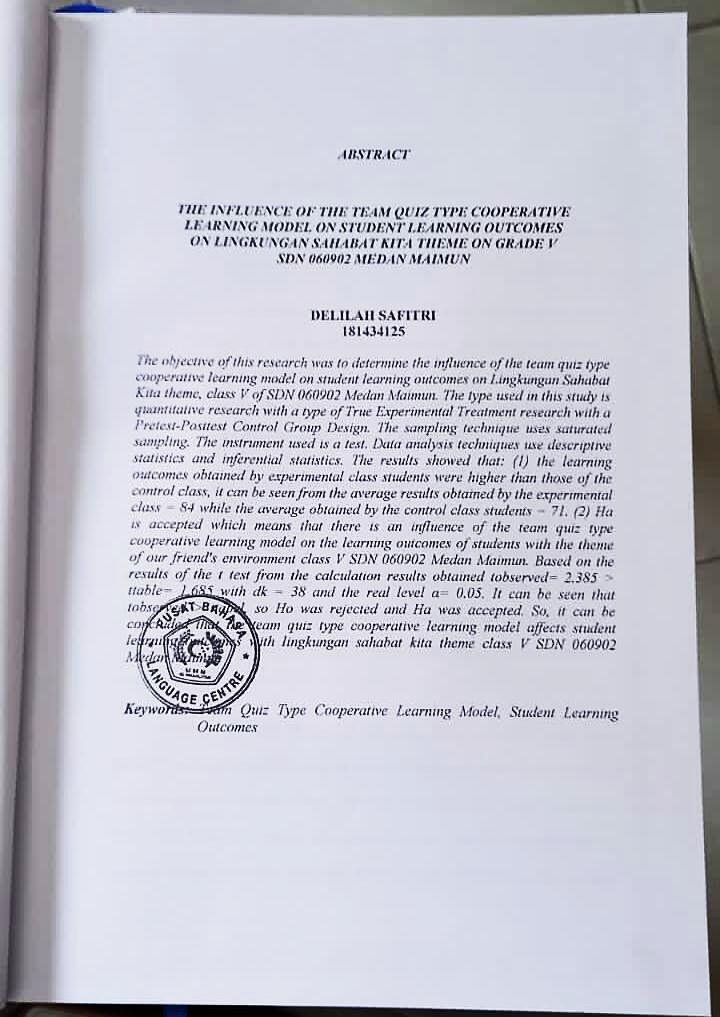 ABSTRACT
THE INFLUENCE OF THE TEAM QUIZ TYPE COOPERATIVE
LEARNING MODEL ON STUDENT LEARNING OUTCOMES
ON LINGKUNGAN SAHABAT KITA THEME ON GRADE V
SDN 060902 MEDAN MAIMUN
DELILAH SAFITRI
181434125
The objective of this research was to determine the influence of the team quiz type
cooperative learning model on student learning outcomes on Lingkungan Sahabat
Kita theme, class V of SDN 060902 Medan Maimun. The type used in this study is
quantitative research with a type of True Experimental Treatment research with a
Pretest-Posttest Control Group Design. The sampling technique uses saturated
sampling. The instrument used is a test. Data analysis techniques use descriptive
statistics and inferential statistics. The results showed that: (1) the learning
outcomes obtained by experimental class students were higher than those of the
control class, it can be seen from the average results obtained by the experimental
class = 84 while the average obtained by the control class students = 71. (2) Ha
is accepted which means that there is an influence of the team quiz type
cooperative learning model on the learning outcomes of students with the theme
of our friend's environment class V SDN 060902 Medan Maimun. Based on the
results of the t test from the calculation results obtained tobserved= 2.385 >
ttable= 1.685 with dk = 38 and the real level α= 0.05. It can be seen that
so Ho was rejected and Ha was accepted. So, it can be
concluded that the team quiz type cooperative learning model affects student
learning with lingkungan sahabat kita theme class V SDN 060902
Medan
PUSAT BAHASA
LANGUAGE CENTRE
Keywords: Team Quiz Type Cooperative Learning Model, Student Learning
Outcomes